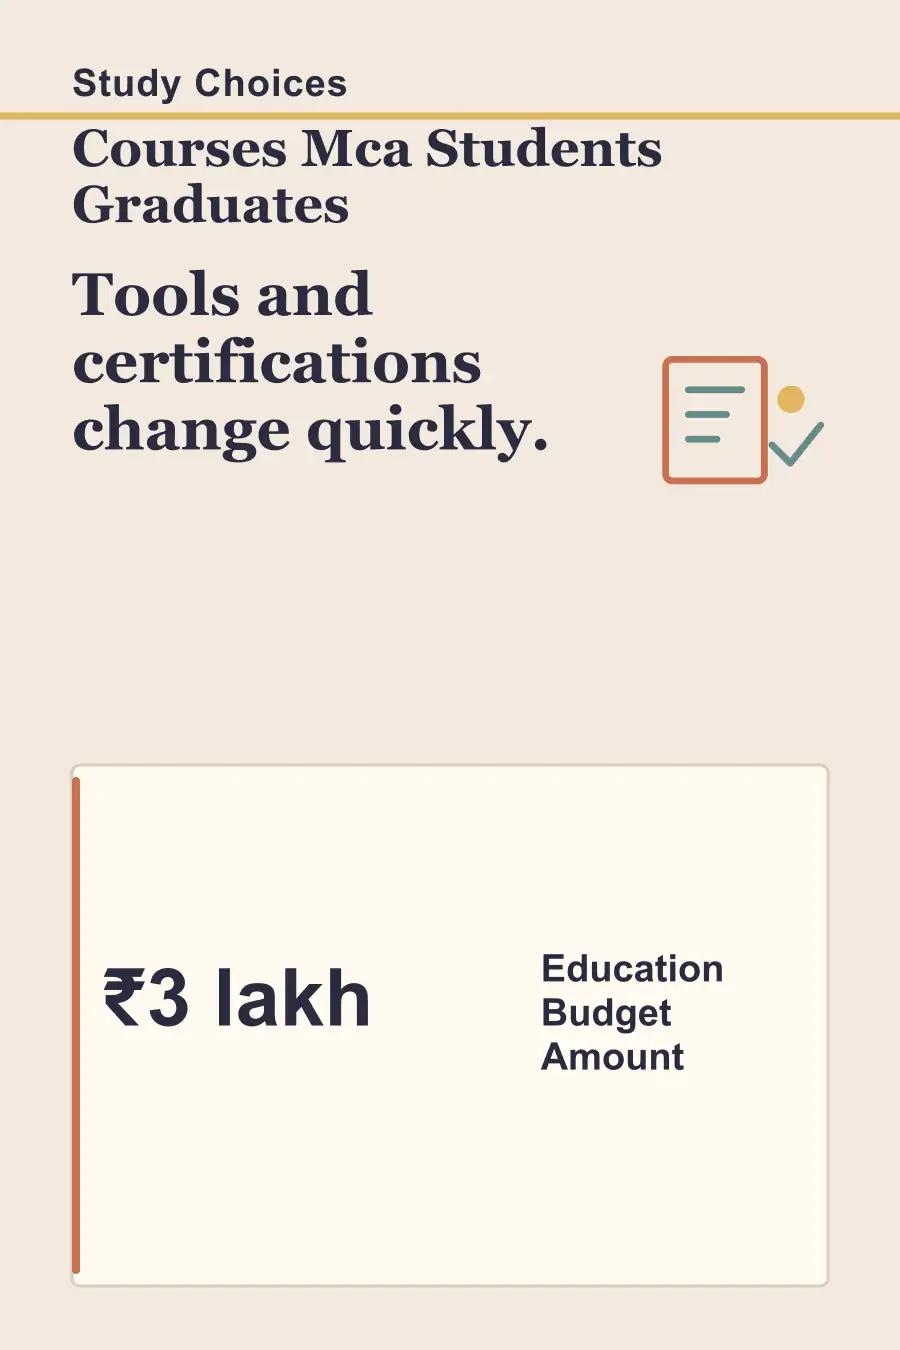 Study Choices
Courses Mca Students
Graduates
Tools and
certifications
change quickly.
₹3 lakh
Education
Budget
Amount